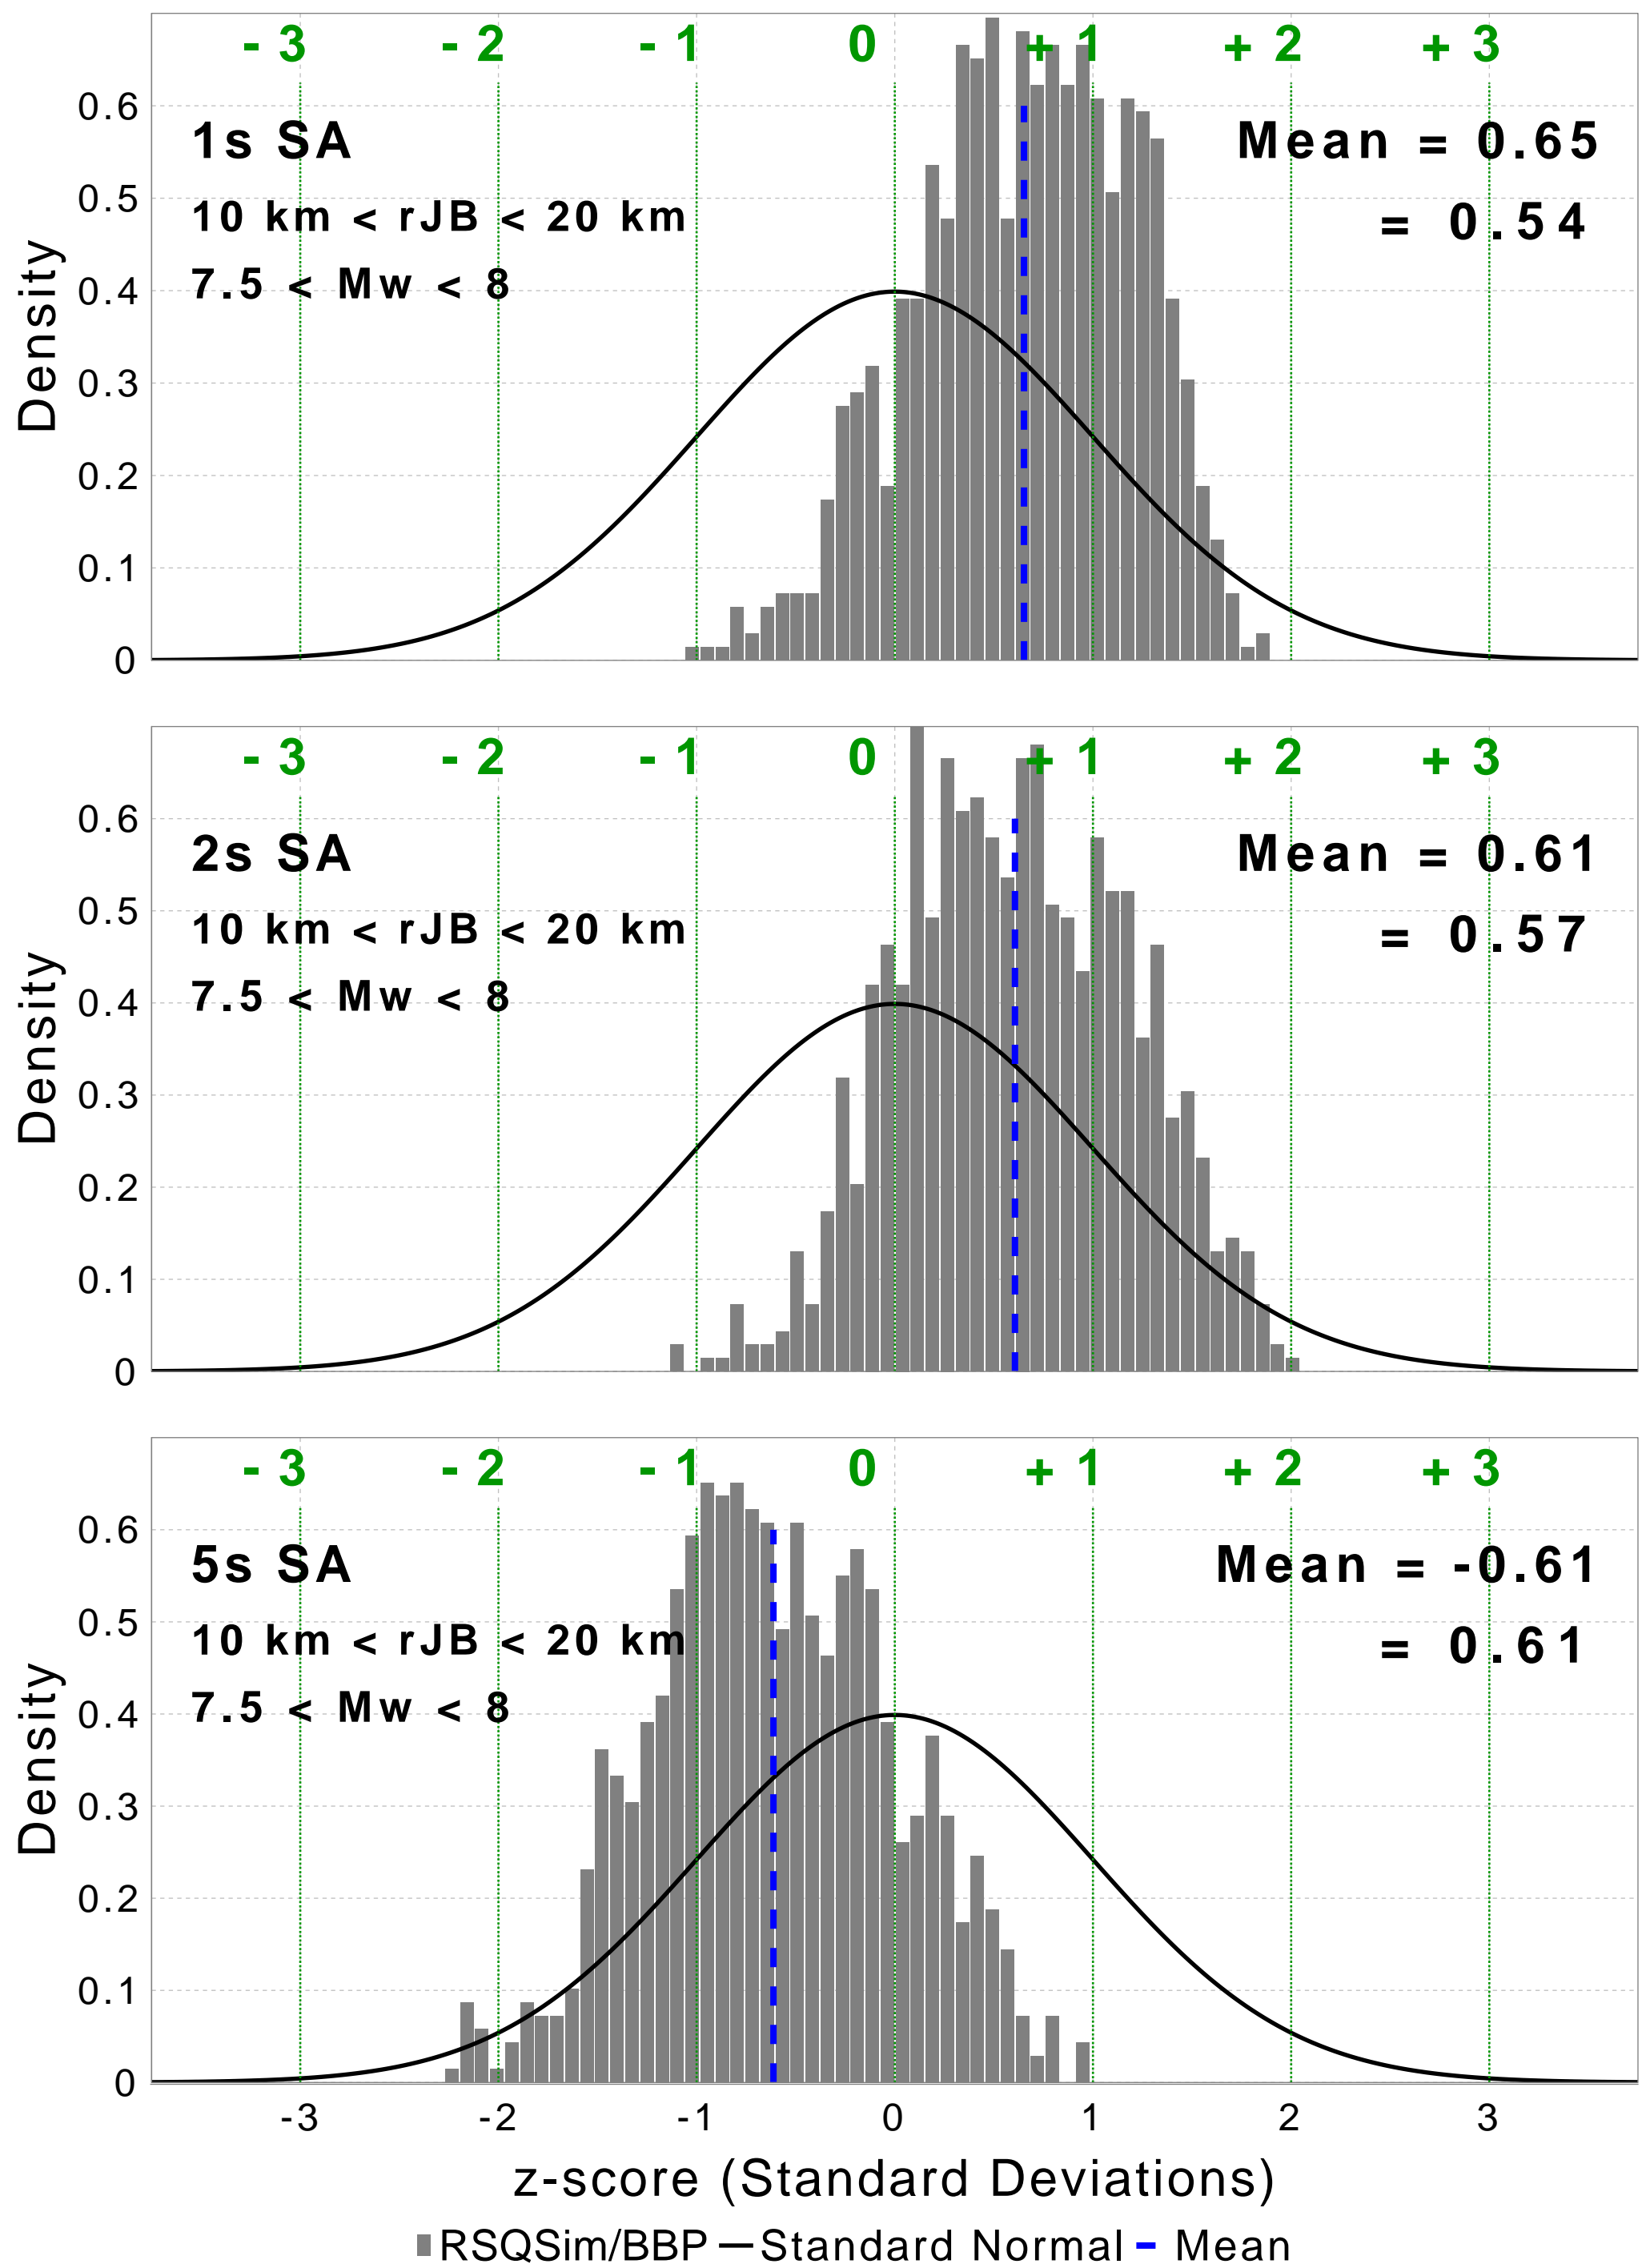 - 3 - 2 - 1 0 + 1 + 2 + 3
0.6
0.5
0.4
0.3
0.2
0.1
0
Density
1s SA
10 km < rJB < 20 km
7.5 < Mw < 8
Mean = 0.65
= 0.54
- 3 - 2 - 1 0 + 1 + 2 + 3
0.6
0.5
0.4
0.3
0.2
0.1
0
Density
2s SA
10 km < rJB < 20 km
7.5 < Mw < 8
Mean = 0.61
= 0.57
- 3 - 2 - 1 0 + 1 + 2 + 3
0.6
0.5
0.4
0.3
0.2
0.1
0
Density
5s SA
10 km < rJB < 20 km
7.5 < Mw < 8
Mean = -0.61
= 0.61
-3 -2 -1 0 1 2 3
z-score (Standard Deviations)
RSQSim/BBP Standard Normal Mean